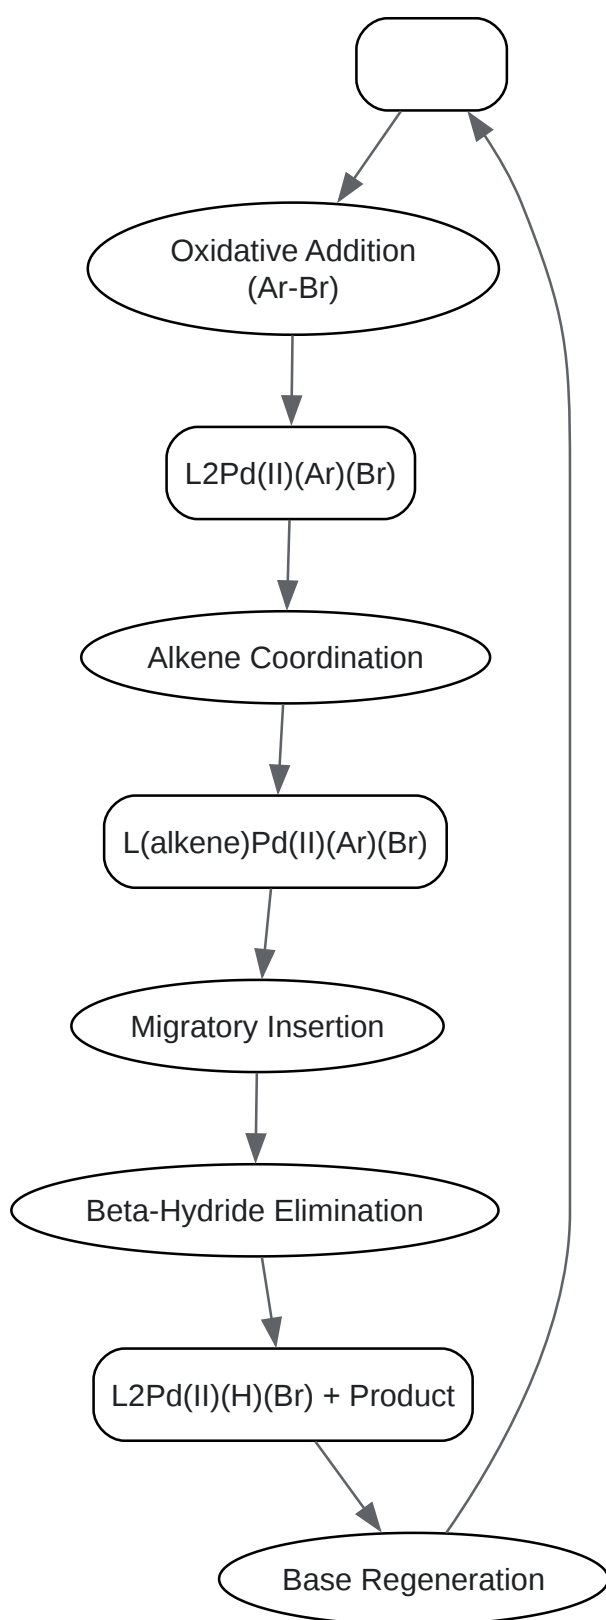 Oxidative Addition
(Ar-Br)
L2Pd(II)(Ar)(Br)
Alkene Coordination
L(alkene)Pd(II)(Ar)(Br)
Migratory Insertion
Beta-Hydride Elimination
L2Pd(II)(H)(Br) + Product
Base Regeneration